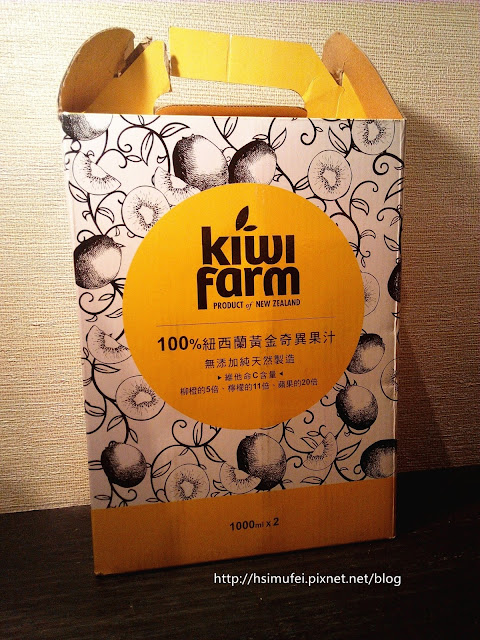 kiwi
farm
PRODUCT of NEW ZEALAND
100%紐西蘭黃金奇異果汁
無添加純天然製造
▶維他命C含量◀
柳橙的5倍、檸檬的11倍、蘋果的20倍
1000ml x 2
http://hsimufei.pixnet.net/blog